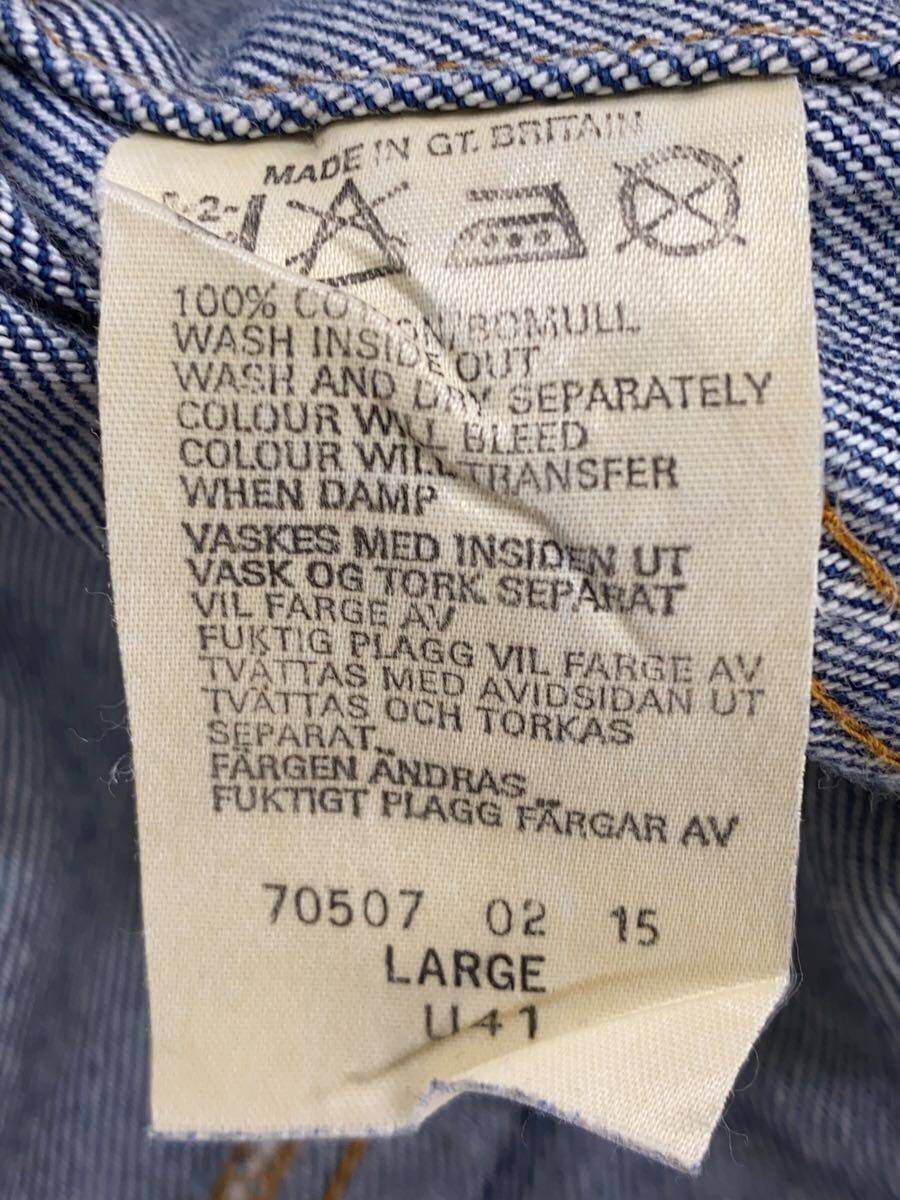 MADE IN GT. BRITAIN
100% COTTON/BOMULL
WASH INSIDE OUT
WASH AND DRY SEPARATELY
COLOUR WILL BLEED
COLOUR WILL TRANSFER
WHEN DAMP
VASKES MED INSIDEN UT
VASK OG TORK SEPARAT
VIL FARGE AV
FUKTIG PLAGG VIL FARGE AV
TVÄTTAS MED AVIDSIDAN UT
TVÄTTAS OCH TORKAS
SEPARAT.
FÄRGEN ÄNDRAS
FUKTIGT PLAGG FÄRGAR AV
70507 02 15
LARGE
U41